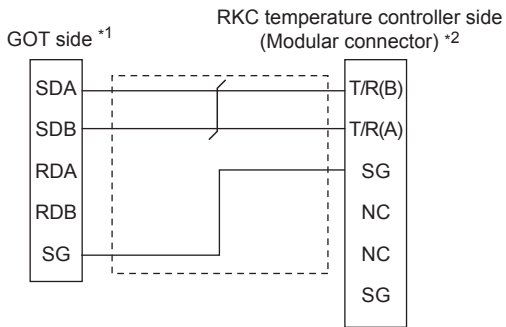 RKC temperature controller side
(Modular connector) *2
GOT side *1
SDA
SDB
RDA
RDB
SG
T/R(B)
T/R(A)
SG
NC
NC
SG